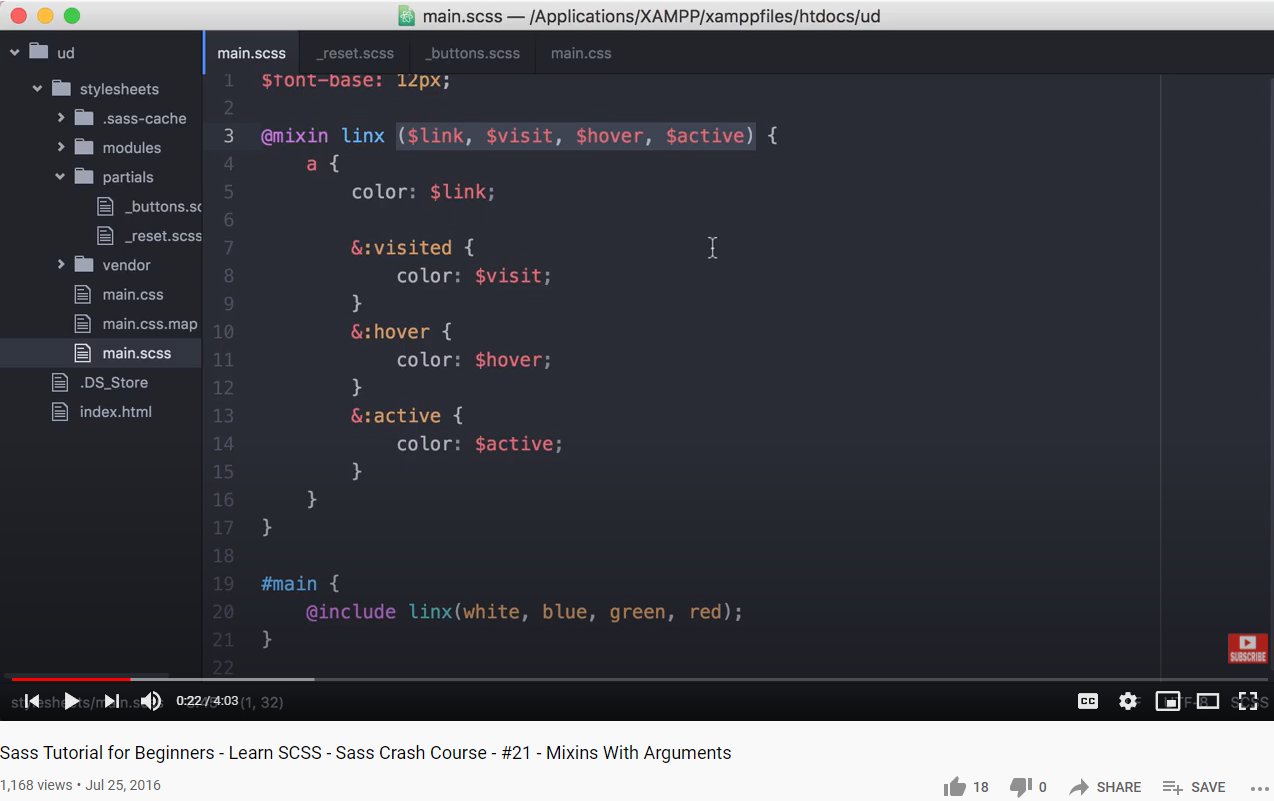 main.scss — /Applications/XAMPP/xamppfiles/htdocs/ud
ud
stylesheets
.sass-cache
modules
partials
_buttons.sc
_reset.scss
vendor
main.css
main.css.map
main.scss
.DS_Store
index.html
main.scss _reset.scss _buttons.scss main.css
1 $font-base: 12px;
2
3 @mixin linx ($link, $visit, $hover, $active) {
4 a {
5 color: $link;
6
7 &:visited {
8 color: $visit;
9 }
10 &:hover {
11 color: $hover;
12 }
13 &:active {
14 color: $active;
15 }
16 }
17 }
18
19 #main {
20 @include linx(white, blue, green, red);
21 }
22
SUBSCRIBE
0:22 / 4:03 (1, 32) CC SCSS
Sass Tutorial for Beginners - Learn SCSS - Sass Crash Course - #21 - Mixins With Arguments
1,168 views • Jul 25, 2016
18 0 SHARE SAVE